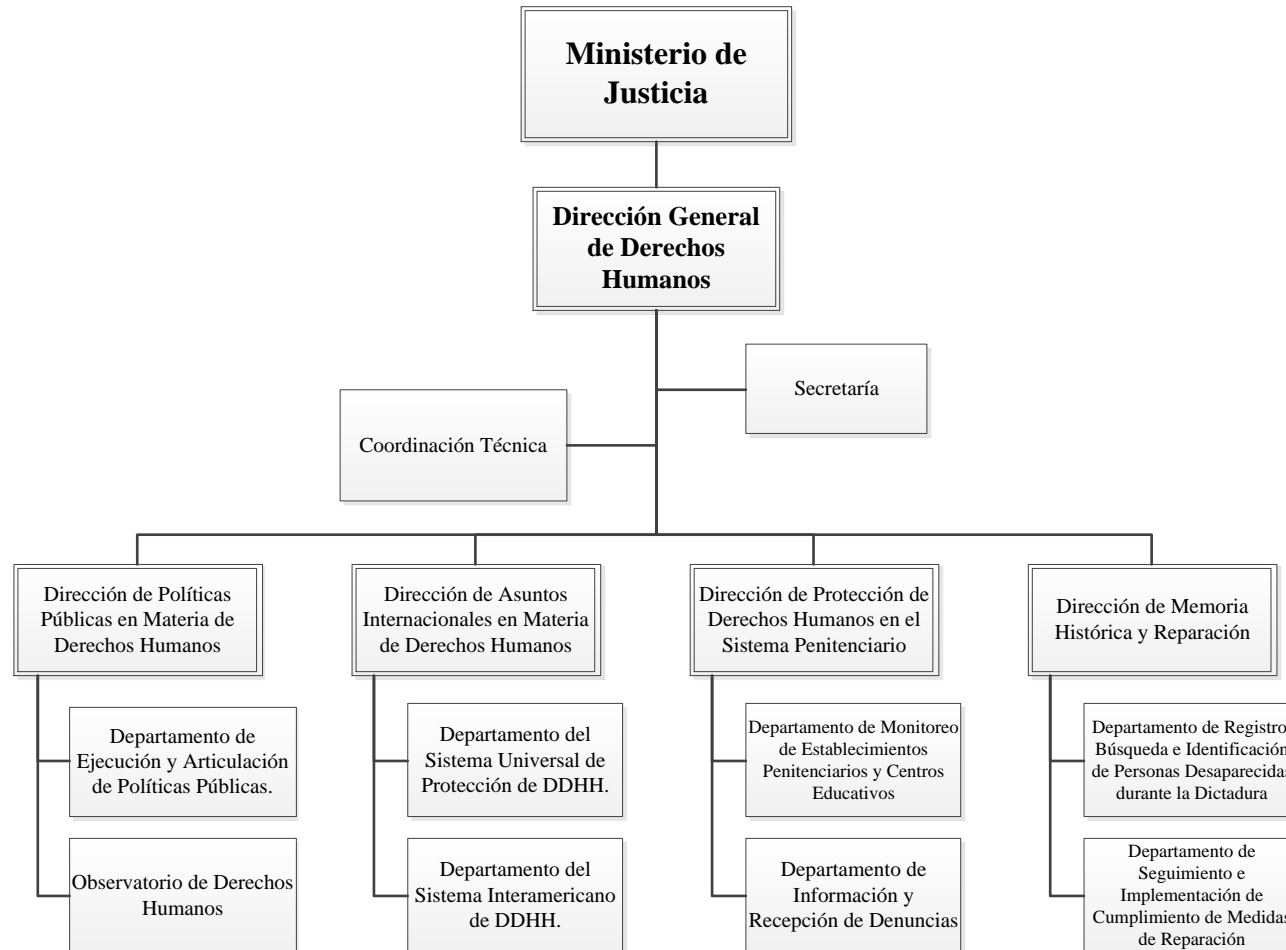 Ministerio de
Justicia
Dirección General
de Derechos
Humanos
Secretaría
Coordinación Técnica
Dirección de Políticas
Públicas en Materia de
Derechos Humanos
Dirección de Asuntos
Internacionales en Materia
de Derechos Humanos
Dirección de Protección de
Derechos Humanos en el
Sistema Penitenciario
Dirección de Memoria
Histórica y Reparación
Departamento de
Ejecución y Articulación
de Políticas Públicas.
Departamento del
Sistema Universal de
Protección de DDHH.
Departamento de Monitoreo
de Establecimientos
Penitenciarios y Centros
Educativos
Departamento de Registro
Búsqueda e Identificación
de Personas Desaparecidas
durante la Dictadura
Observatorio de Derechos
Humanos
Departamento del
Sistema Interamericano
de DDHH.
Departamento de
Información y
Recepción de Denuncias
Departamento de
Seguimiento e
Implementación de
Cumplimiento de Medidas
de Reparación